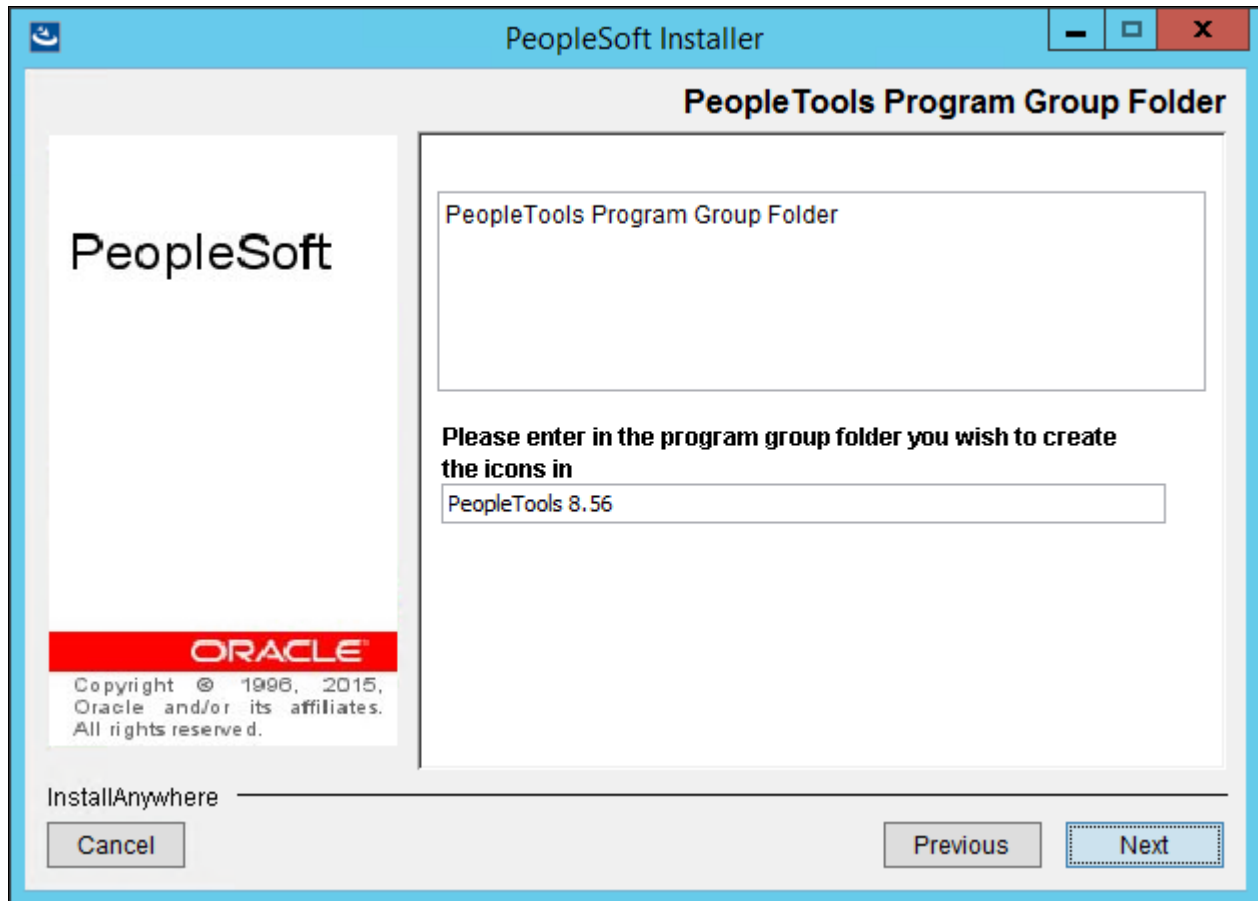 PeopleSoft Installer
PeopleTools Program Group Folder
PeopleSoft
PeopleTools Program Group Folder
Please enter in the program group folder you wish to create
the icons in
PeopleTools 8.56
ORACLE
Copyright © 1996, 2015,
Oracle and/or its affiliates.
All rights reserved.
InstallAnywhere
Cancel
Previous
Next